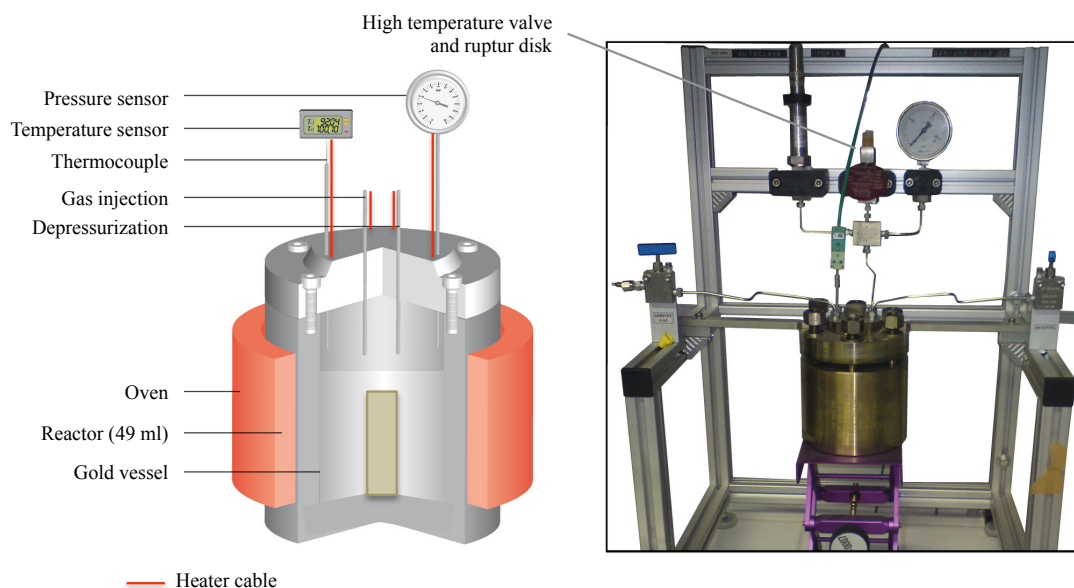 High temperature valve
and ruptur disk
Pressure sensor
Temperature sensor
Thermocouple
Gas injection
Depressurization
Oven
Reactor (49 ml)
Gold vessel
Heater cable